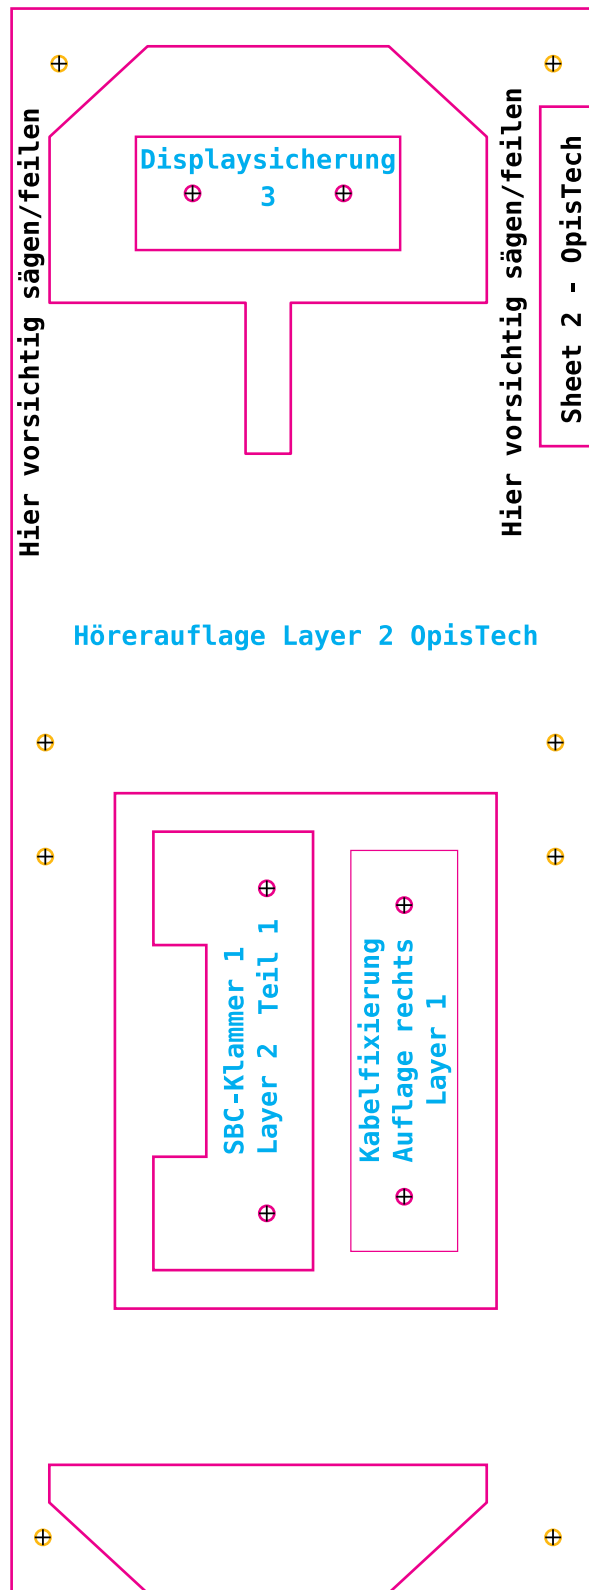 Displaysicherung
3
Hier vorsichtig sägen/feilen
Hier vorsichtig sägen/feilen
Sheet 2 - OpisTech
Hörerauflage Layer 2 OpisTech
SBC-Klammer 1
Layer 2 Teil 1
Kabelfixierung
Auflage rechts
Layer 1